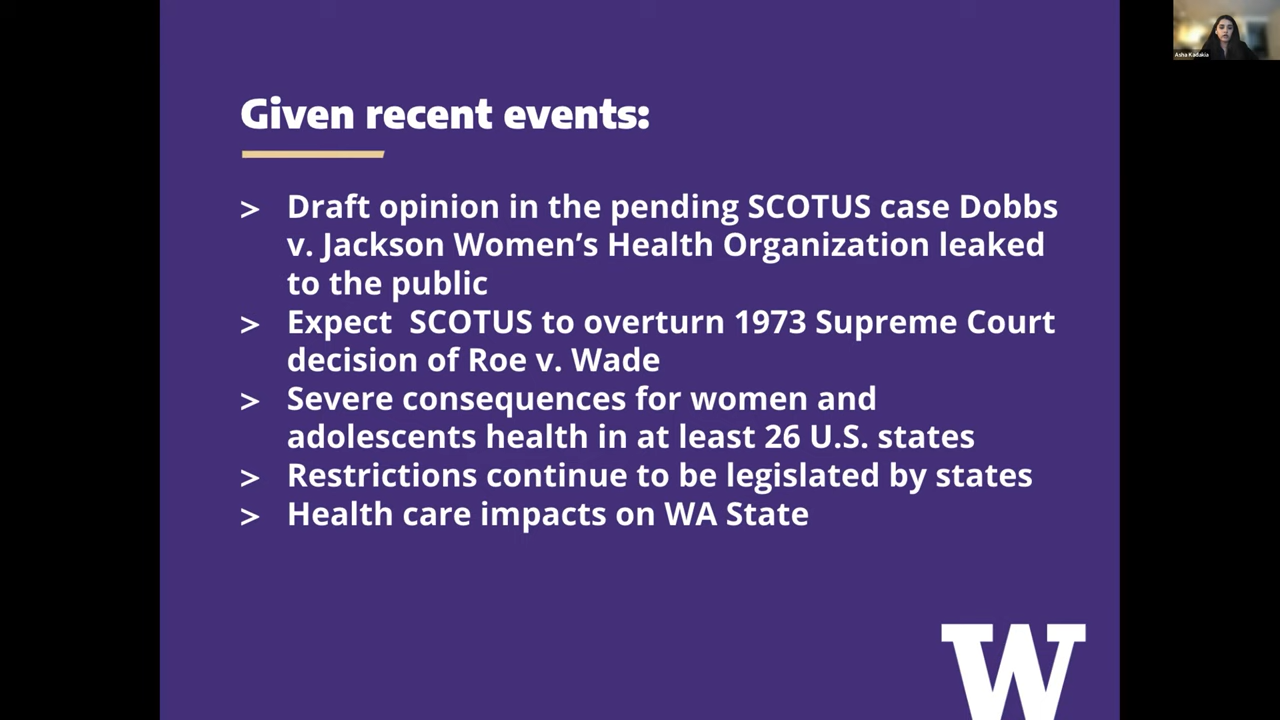 Asha Kadakia
Given recent events:
> Draft opinion in the pending SCOTUS case Dobbs
v. Jackson Women’s Health Organization leaked
to the public
> Expect  SCOTUS to overturn 1973 Supreme Court
decision of Roe v. Wade
> Severe consequences for women and
adolescents health in at least 26 U.S. states
> Restrictions continue to be legislated by states
> Health care impacts on WA State
W